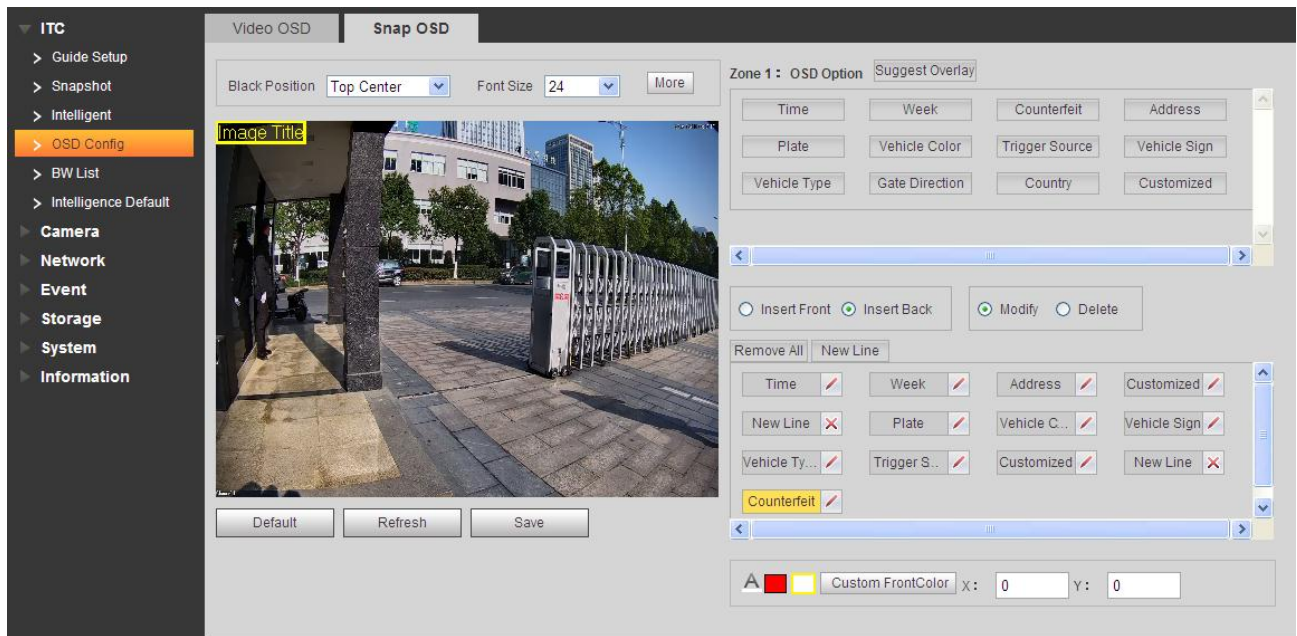 ITC
Guide Setup
Snapshot
Intelligent
OSD Config
BW List
Intelligence Default
Camera
Network
Event
Storage
System
Information
Video OSD Snap OSD
Black Position Top Center Font Size 24 More
Image Title
Default Refresh Save
Zone 1： OSD Option Suggest Overlay
Time Week Counterfeit Address
Plate Vehicle Color Trigger Source Vehicle Sign
Vehicle Type Gate Direction Country Customized
Insert Front Insert Back Modify Delete
Remove All New Line
Time Week Address Customized
New Line Plate Vehicle C... Vehicle Sign
Vehicle Ty... Trigger S.. Customized New Line
Counterfeit
A Custom FrontColor X： 0 Y： 0